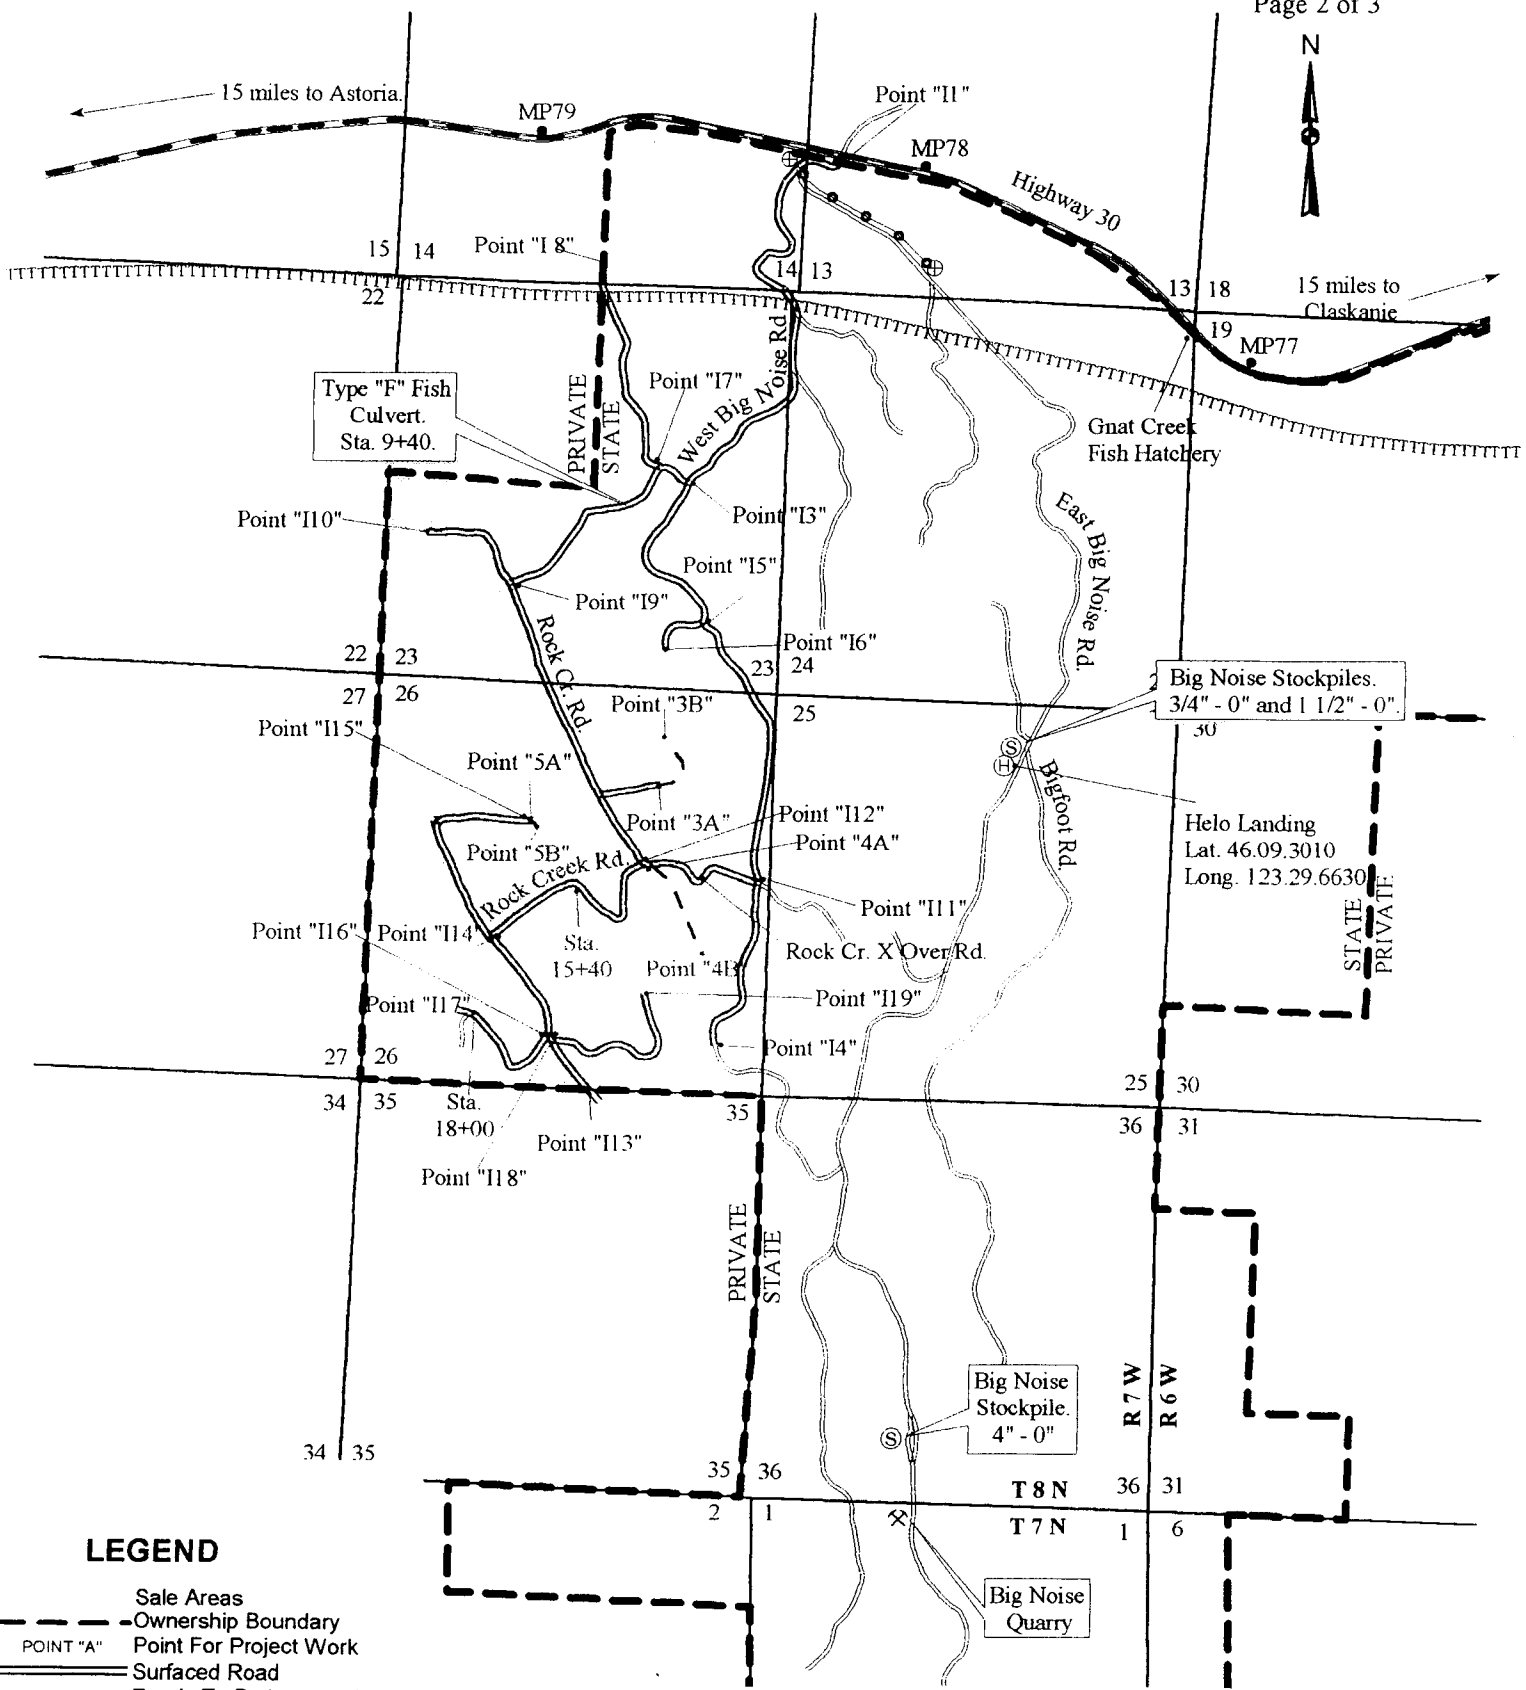 Page 2 of 3
N
15 miles to Astoria.
MP79
Point "I1"
MP78
Highway 30
15 14
Point "I 8"
14 13
13 18
15 miles to
Claskanie
22
19
MP77
Type "F" Fish
Culvert.
Sta. 9+40.
PRIVATE
STATE
Point "I7"
West Big Noise Rd
Gnat Creek
Fish Hatchery
Point "I10"
Point "I3"
East Big Noise Rd.
Point "I5"
Point "I9"
Rock Cr. Rd.
Point "I6"
22 23
23 24
27 26
25
Big Noise Stockpiles.
3/4" - 0" and 1 1/2" - 0".
30
Point "3B"
Point "I15"
Point "5A"
S
H
Bigfoot Rd.
Point "3A"
Point "I12"
Point "4A"
Helo Landing
Lat. 46.09.3010
Long. 123.29.6630
Point "5B"
Rock Creek Rd.
Point "I11"
STATE
PRIVATE
Point "I16"
Point "I14"
Sta.
15+40
Point "4B
Rock Cr. X Over Rd.
Point "I17"
Point "I19"
Point "I4"
27 26
25 30
34 35
Sta.
18+00
35
36 31
Point "I13"
Point "I18"
PRIVATE
STATE
R 7 W
R 6 W
Big Noise
Stockpile.
4" - 0"
S
34 35
35 36
T 8 N
36 31
2 1
T 7 N
1 6
LEGEND
Sale Areas
Ownership Boundary
POINT "A" Point For Project Work
Surfaced Road
Big Noise
Quarry